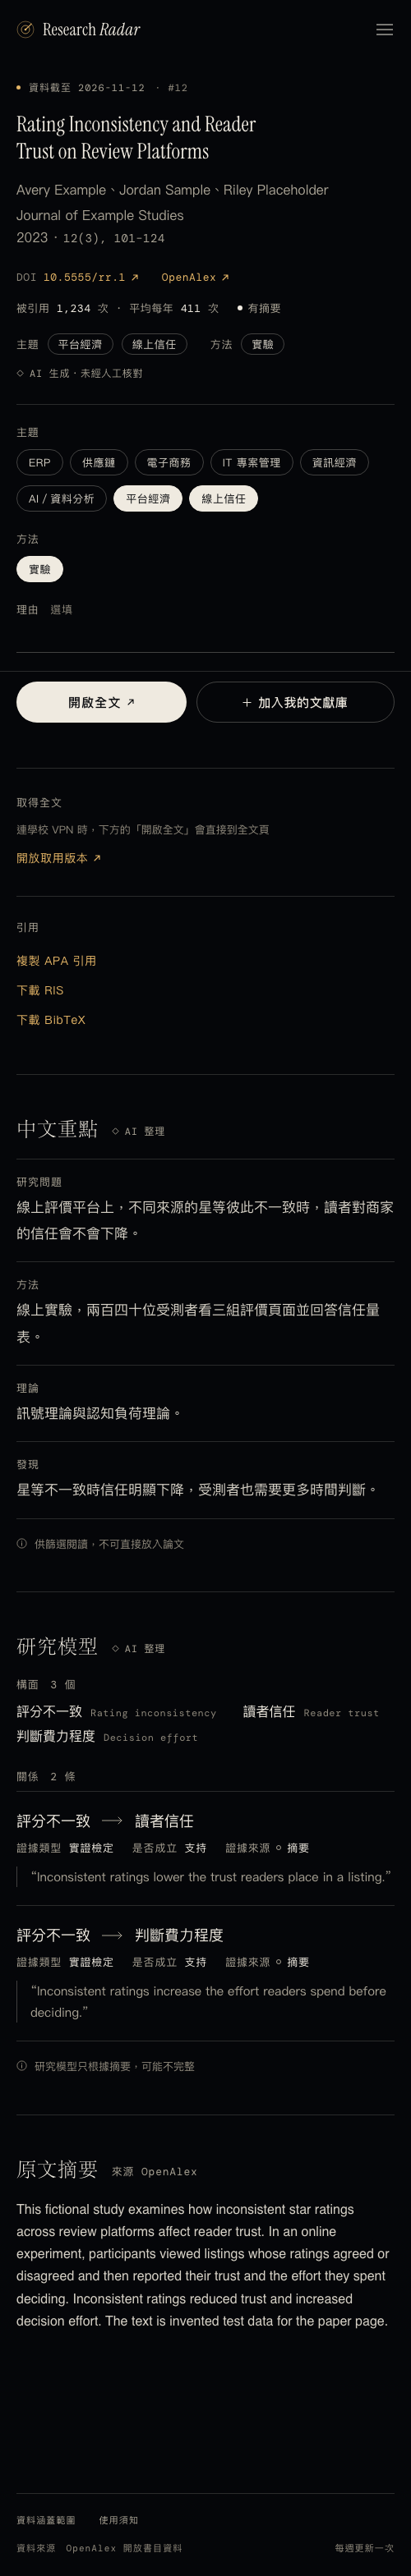 Research Radar
資料截至 2026-11-12 · #12
Rating Inconsistency and Reader
Trust on Review Platforms
Avery Example、Jordan Sample、Riley Placeholder
Journal of Example Studies
2023 · 12(3), 101–124
DOI 10.5555/rr.1 ↗ OpenAlex ↗
被引用 1,234 次 · 平均每年 411 次 有摘要
主題 平台經濟 線上信任 方法 實驗
◇ AI 生成·未經人工核對
主題
ERP 供應鏈 電子商務 IT 專案管理 資訊經濟
AI / 資料分析 平台經濟 線上信任
方法
實驗
理由 選填
開啟全文 ↗ ＋ 加入我的文獻庫
取得全文
連學校 VPN 時，下方的「開啟全文」會直接到全文頁
開放取用版本 ↗
引用
複製 APA 引用
下載 RIS
下載 BibTeX
中文重點 ◇ AI 整理
研究問題
線上評價平台上，不同來源的星等彼此不一致時，讀者對商家
的信任會不會下降。
方法
線上實驗，兩百四十位受測者看三組評價頁面並回答信任量
表。
理論
訊號理論與認知負荷理論。
發現
星等不一致時信任明顯下降，受測者也需要更多時間判斷。
ⓘ 供篩選閱讀，不可直接放入論文
研究模型 ◇ AI 整理
構面 3 個
評分不一致 Rating inconsistency 讀者信任 Reader trust
判斷費力程度 Decision effort
關係 2 條
評分不一致 → 讀者信任
證據類型 實證檢定 是否成立 支持 證據來源 ○ 摘要
“Inconsistent ratings lower the trust readers place in a listing.”
評分不一致 → 判斷費力程度
證據類型 實證檢定 是否成立 支持 證據來源 ○ 摘要
“Inconsistent ratings increase the effort readers spend before
deciding.”
ⓘ 研究模型只根據摘要，可能不完整
原文摘要 來源 OpenAlex
This fictional study examines how inconsistent star ratings
across review platforms affect reader trust. In an online
experiment, participants viewed listings whose ratings agreed or
disagreed and then reported their trust and the effort they spent
deciding. Inconsistent ratings reduced trust and increased
decision effort. The text is invented test data for the paper page.
資料涵蓋範圍 使用須知
資料來源 OpenAlex 開放書目資料 每週更新一次